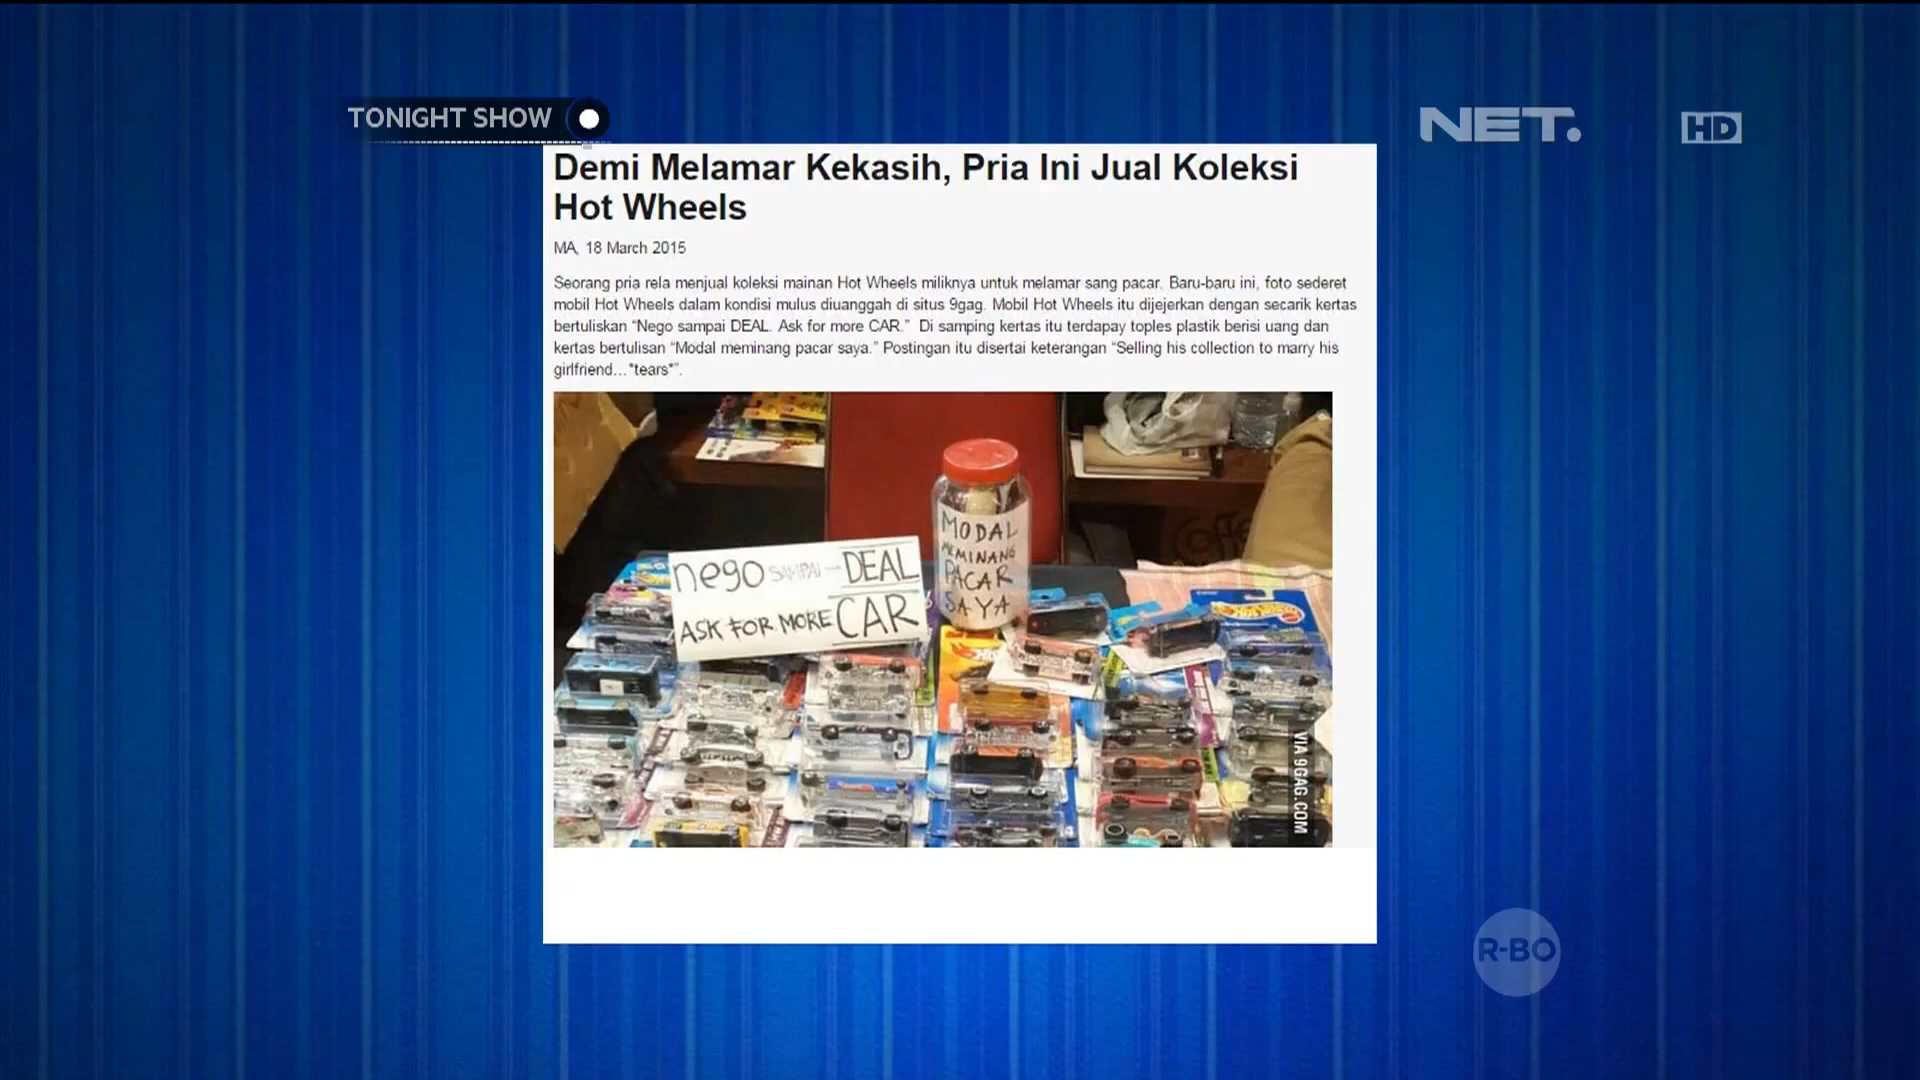 TONIGHT SHOW
NET.
HD
Demi Melamar Kekasih, Pria Ini Jual Koleksi
Hot Wheels
MA, 18 March 2015
Seorang pria rela menjual koleksi mainan Hot Wheels miliknya untuk melamar sang pacar. Baru-baru ini, foto sederet
mobil Hot Wheels dalam kondisi mulus diuanggah di situs 9gag. Mobil Hot Wheels itu dijejerkan dengan secarik kertas
bertuliskan “Nego sampai DEAL. Ask for more CAR.” Di samping kertas itu terdapay toples plastik berisi uang dan
kertas bertulisan “Modal meminang pacar saya.” Postingan itu disertai keterangan “Selling his collection to marry his
girlfriend…*tears*”.
MODAL
MEMINANG
PACAR
SAYA
nego SAMPAI – DEAL
ASK FOR MORE CAR
VIA 9GAG.COM
R-BO